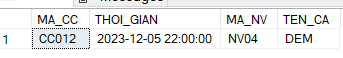 MA_CC THOI_GIAN MA_NV TEN_CA
1 CC012 2023-12-05 22:00:00 NV04 DEM